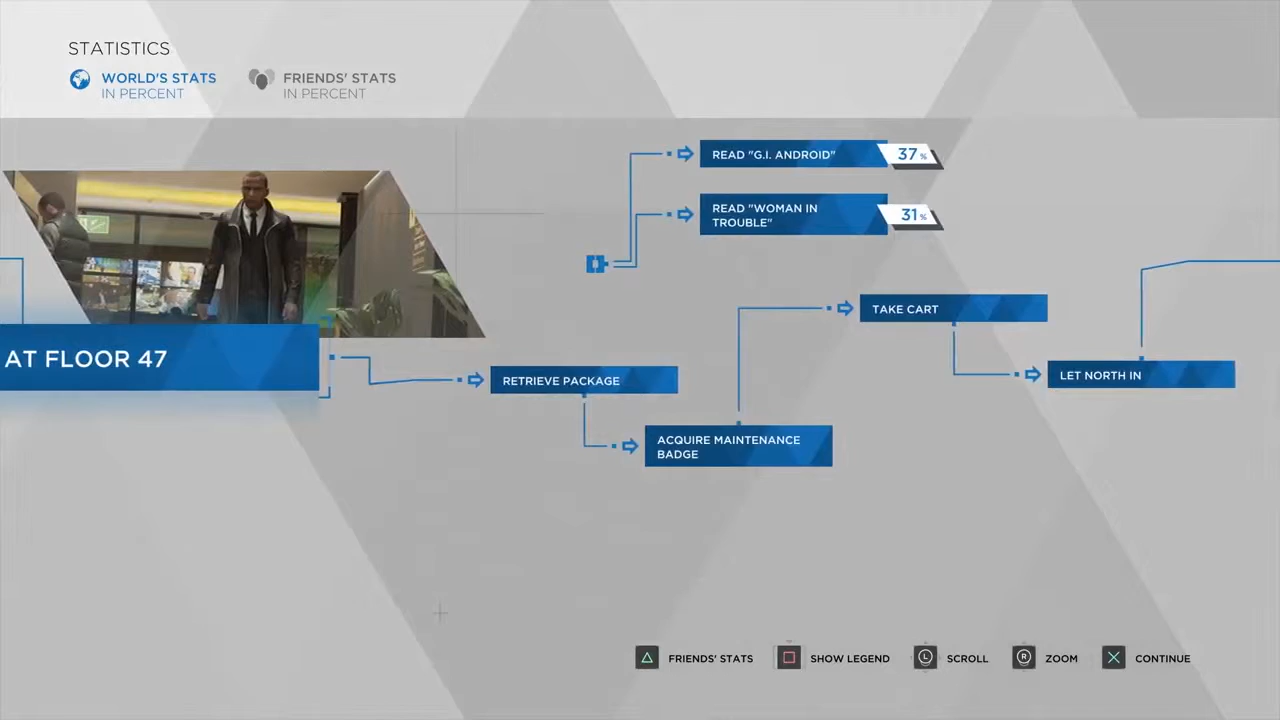 STATISTICS
WORLD'S STATS
IN PERCENT
FRIENDS' STATS
IN PERCENT
READ "G.I. ANDROID"
37%
READ "WOMAN IN
TROUBLE"
31%
TAKE CART
AT FLOOR 47
RETRIEVE PACKAGE
LET NORTH IN
ACQUIRE MAINTENANCE
BADGE
FRIENDS' STATS
SHOW LEGEND
L
SCROLL
R
ZOOM
CONTINUE